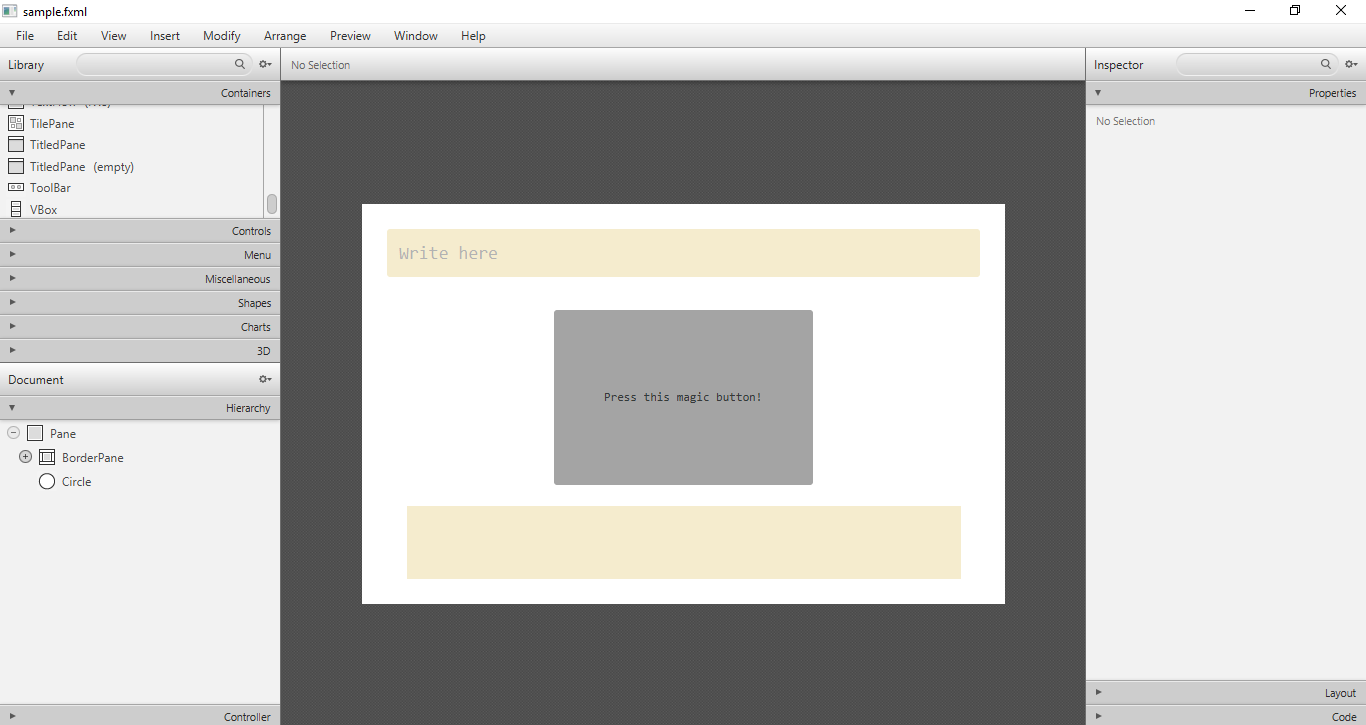 sample.fxml
File Edit View Insert Modify Arrange Preview Window Help
Library
No Selection
Inspector
Containers
Properties
No Selection
TilePane
TitledPane
TitledPane (empty)
ToolBar
VBox
Controls
Menu
Miscellaneous
Shapes
Charts
3D
Document
Hierarchy
Pane
BorderPane
Circle
Controller
Write here
Press this magic button!
Layout
Code